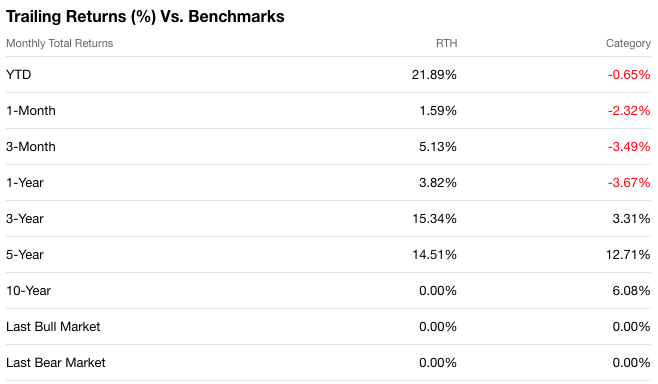 Trailing Returns (%) Vs. Benchmarks
Monthly Total Returns RTH Category
YTD 21.89% -0.65%
1-Month 1.59% -2.32%
3-Month 5.13% -3.49%
1-Year 3.82% -3.67%
3-Year 15.34% 3.31%
5-Year 14.51% 12.71%
10-Year 0.00% 6.08%
Last Bull Market 0.00% 0.00%
Last Bear Market 0.00% 0.00%